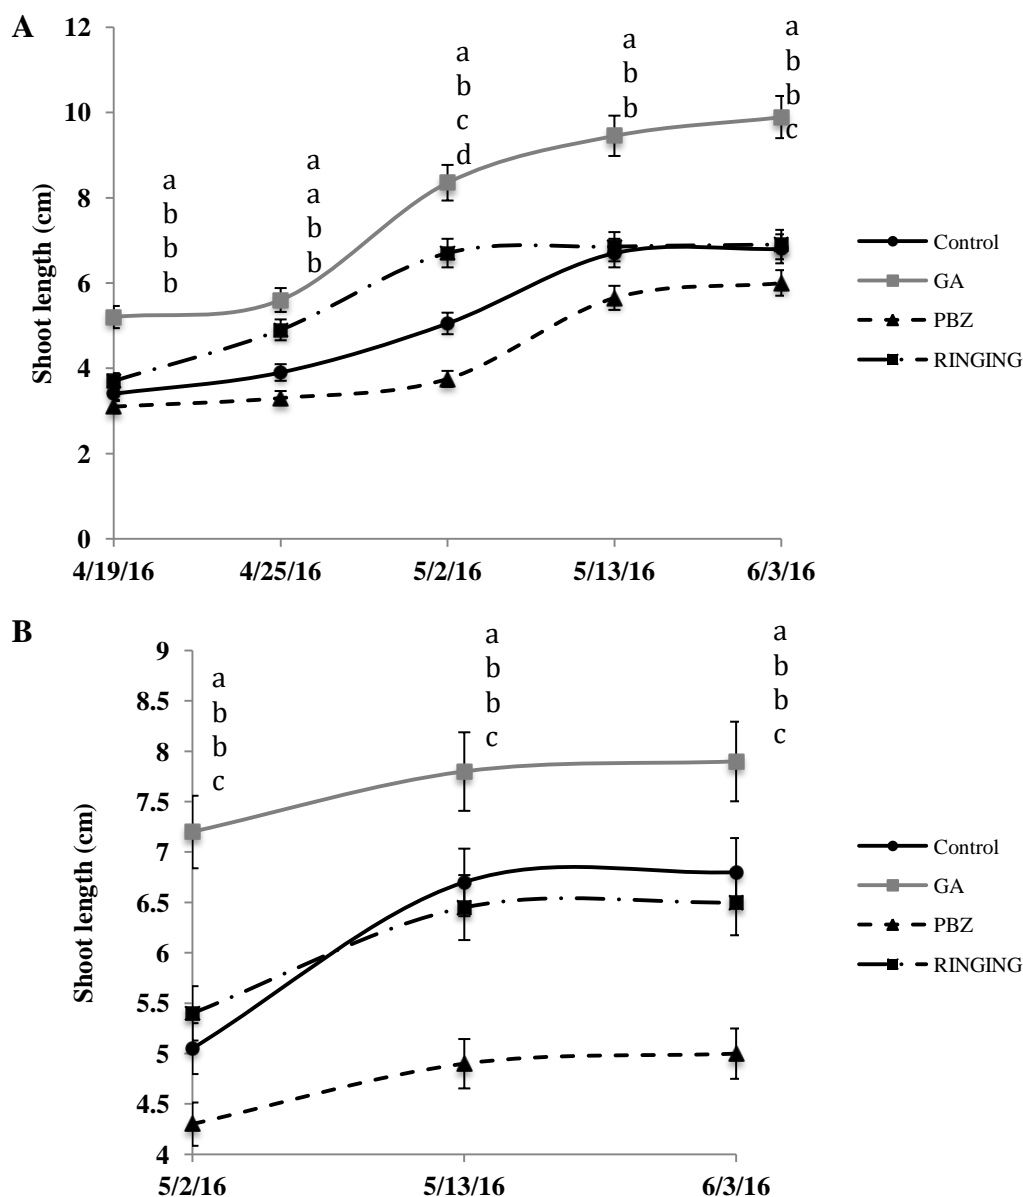 A
12
10
8
6
4
2
0
Shoot length (cm)
a
b
b
b
a
a
b
b
a
b
c
d
a
b
b
a
b
b
c
4/19/16
4/25/16
5/2/16
5/13/16
6/3/16
Control
GA
PBZ
RINGING
B
9
8.5
8
7.5
7
6.5
6
5.5
5
4.5
4
Shoot length (cm)
a
b
b
c
a
b
b
c
a
b
b
c
5/2/16
5/13/16
6/3/16
Control
GA
PBZ
RINGING